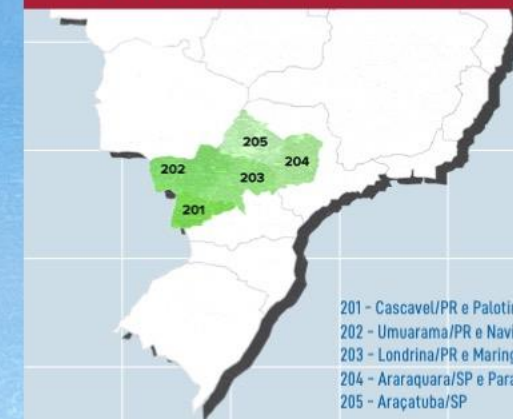 205
204
202
203
201
201 - Cascavel/PR e
202 - Umuarama/PR e
203 - Londrina/PR e
204 - Araraquara/SP e
205 - Araçatuba/SP